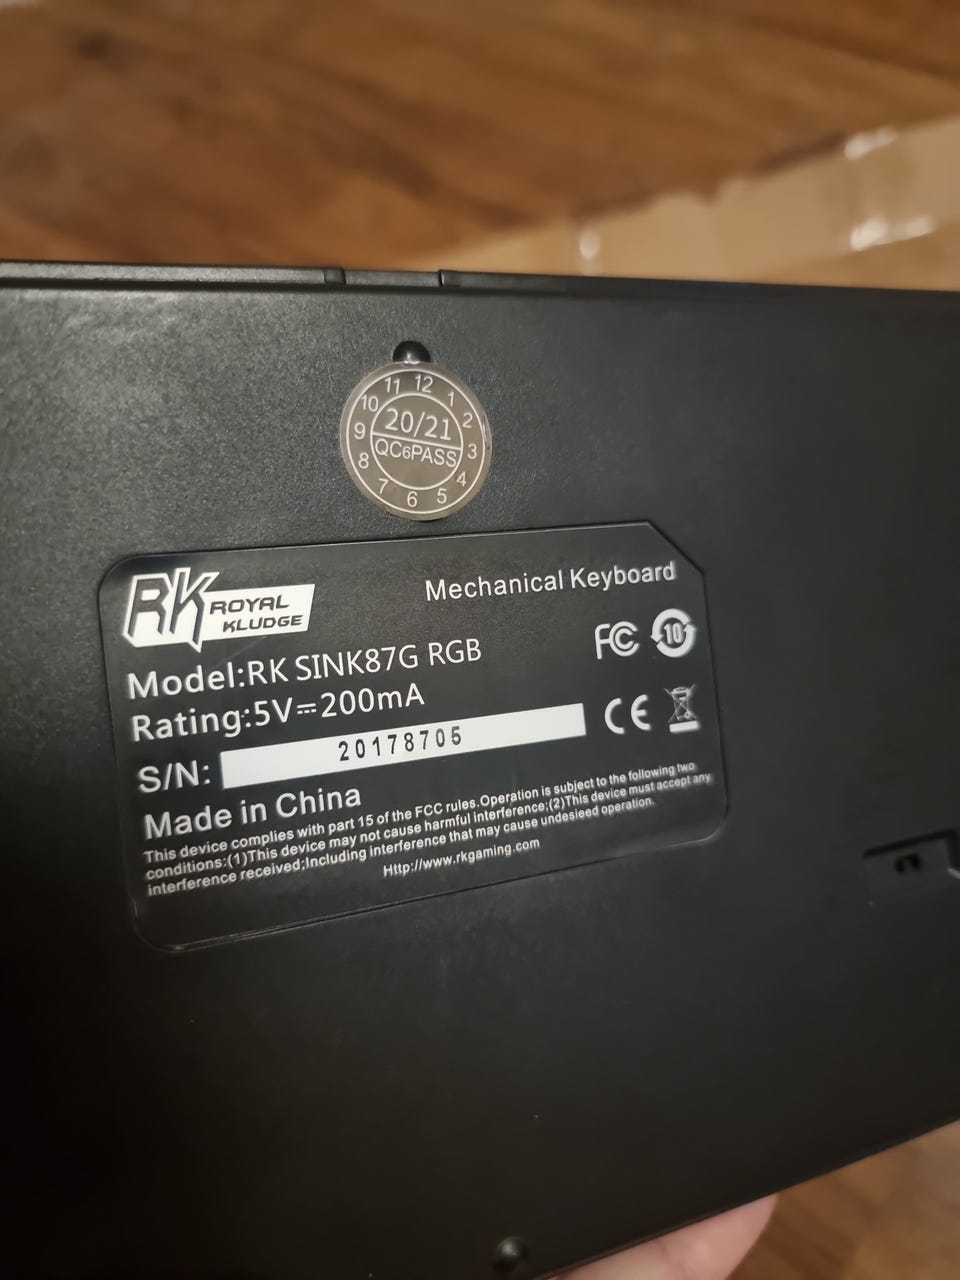 11 12 1
10 2
20/21
9 3
QC6PASS
8 4
7 6 5
RK ROYAL
KLUDGE
Mechanical Keyboard
Model:RK SINK87G RGB
FC 10
Rating:5V⎓200mA
CE
S/N: 20178705
Made in China
This device complies with part 15 of the FCC rules.Operation is subject to the following two
conditions:(1)This device may not cause harmful interference;(2)This device must accept any
interference received;Including interference that may cause undesieed operation.
Http://www.rkgaming.com